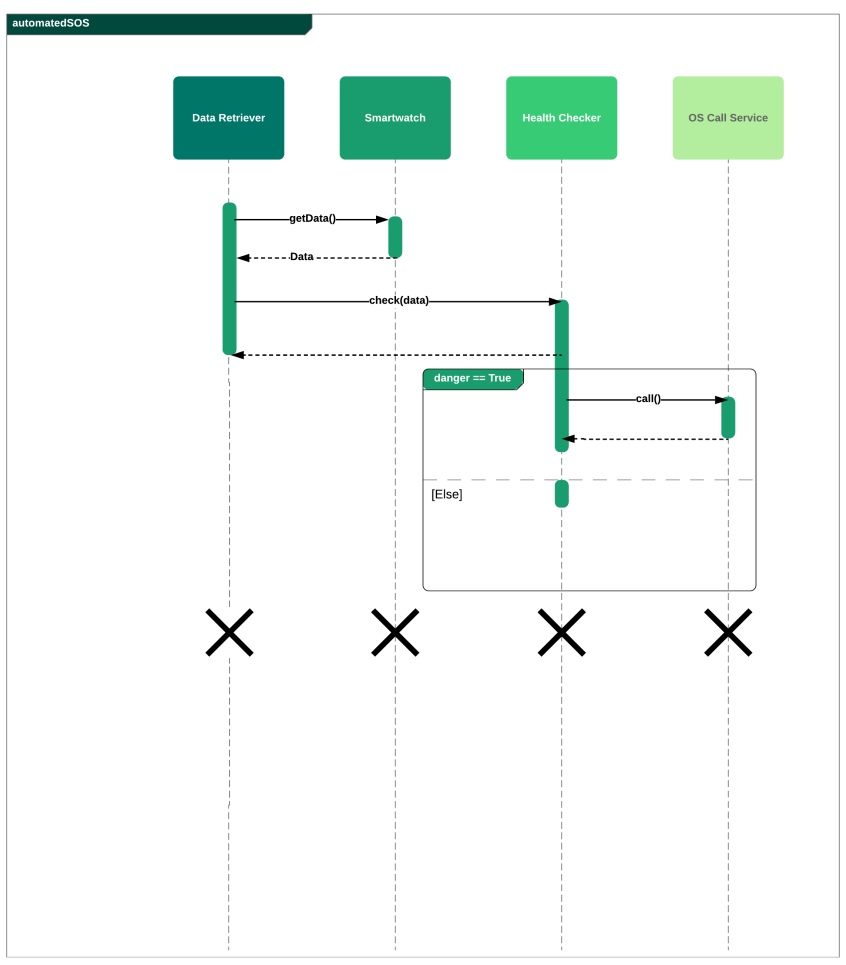 automatedSOS
Data Retriever
Smartwatch
Health Checker
OS Call Service
getData()
Data
check(data)
danger == True
call()
[Else]